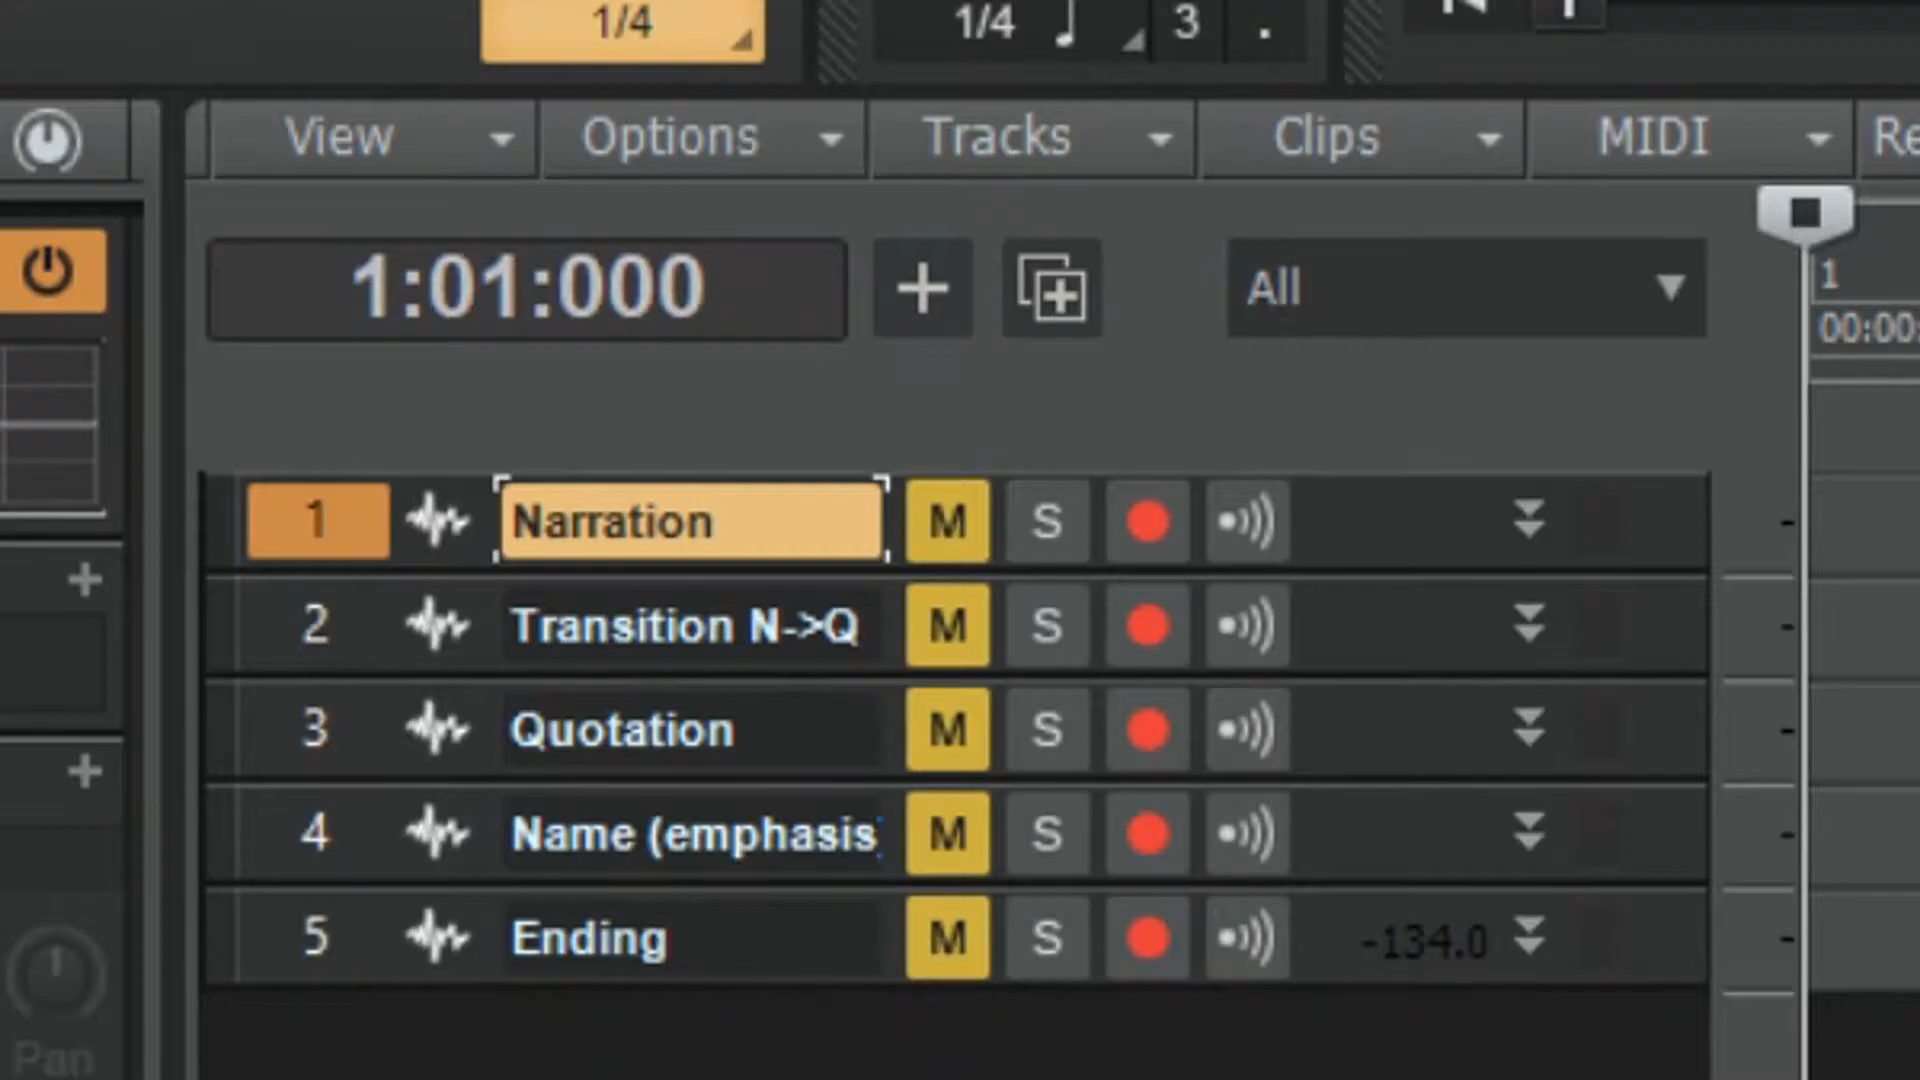 1/4 1/4 3 .
View Options Tracks Clips MIDI Re
1:01:000 + All 1
00:00:
1 Narration M S
2 Transition N->Q M S
3 Quotation M S
4 Name (emphasis) M S
5 Ending M S -134.0
Pan